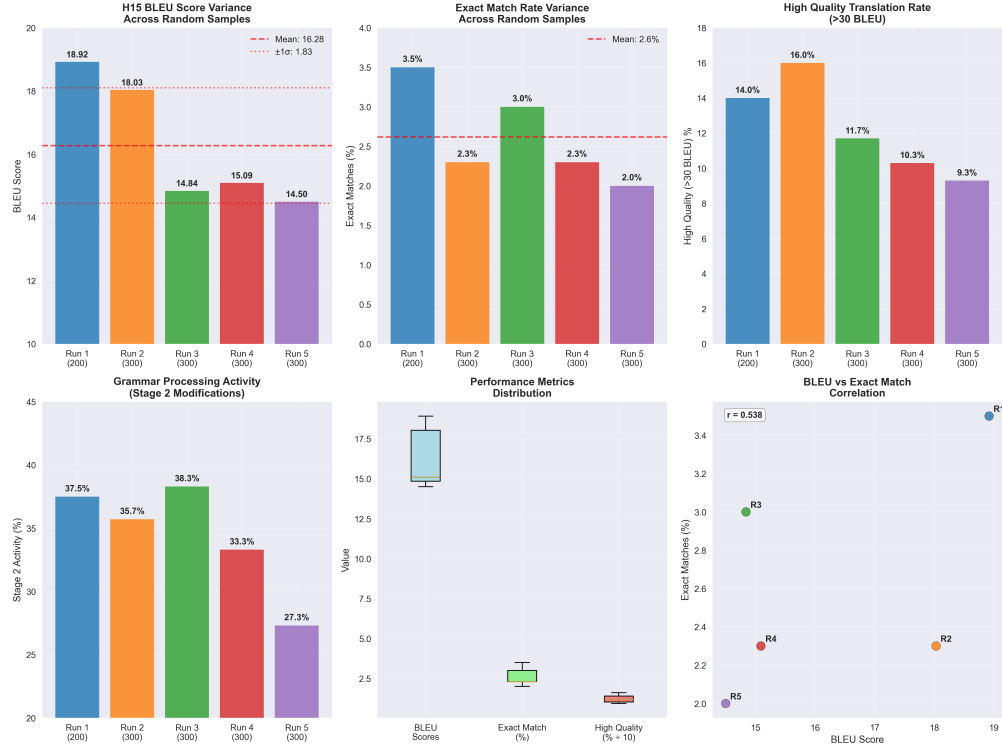 H15 BLEU Score Variance
Across Random Samples
BLEU Score
20
18
16
14
12
10
Mean: 16.28
±1σ: 1.83
18.92
18.03
14.84
15.09
14.50
Run 1
(200)
Run 2
(300)
Run 3
(300)
Run 4
(300)
Run 5
(300)
Exact Match Rate Variance
Across Random Samples
Exact Matches (%)
4.0
3.5
3.0
2.5
2.0
1.5
1.0
0.5
0.0
Mean: 2.6%
3.5%
2.3%
3.0%
2.3%
2.0%
Run 1
(200)
Run 2
(300)
Run 3
(300)
Run 4
(300)
Run 5
(300)
High Quality Translation Rate
(>30 BLEU)
High Quality (>30 BLEU) %
18
16
14
12
10
8
6
4
2
0
14.0%
16.0%
11.7%
10.3%
9.3%
Run 1
(200)
Run 2
(300)
Run 3
(300)
Run 4
(300)
Run 5
(300)
Grammar Processing Activity
(Stage 2 Modifications)
Stage 2 Activity (%)
45
40
35
30
25
20
37.5%
35.7%
38.3%
33.3%
27.3%
Run 1
(200)
Run 2
(300)
Run 3
(300)
Run 4
(300)
Run 5
(300)
Performance Metrics
Distribution
Value
17.5
15.0
12.5
10.0
7.5
5.0
2.5
BLEU
Scores
Exact Match
(%)
High Quality
(% ÷ 10)
BLEU vs Exact Match
Correlation
Exact Matches (%)
r = 0.538
3.4
3.2
3.0
2.8
2.6
2.4
2.2
2.0
R1
R3
R4
R2
R5
15
16
17
18
19
BLEU Score